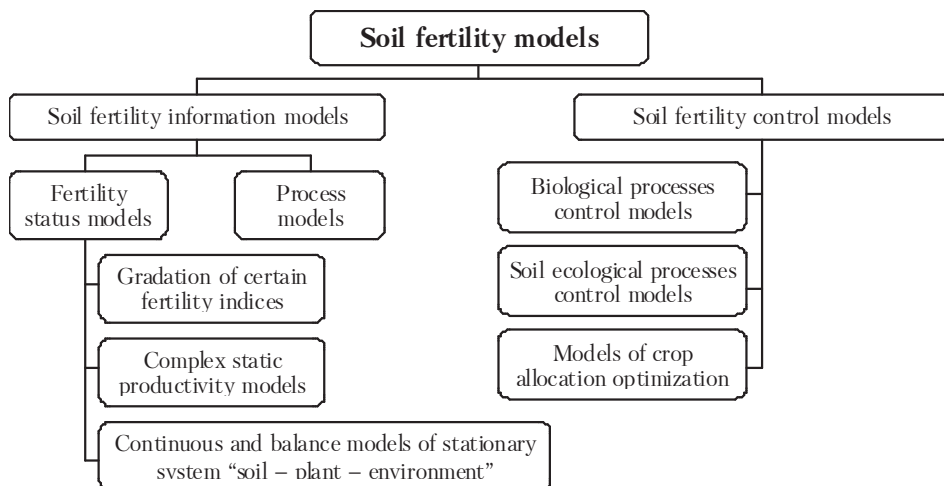 Soil fertility models
Soil fertility information models
Soil fertility control models
Fertility
status models
Process
models
Gradation of certain
fertility indices
Complex static
productivity models
Continuous and balance models of stationary
system “soil – plant – environment”
Biological processes
control models
Soil ecological processes
control models
Models of crop
allocation optimization